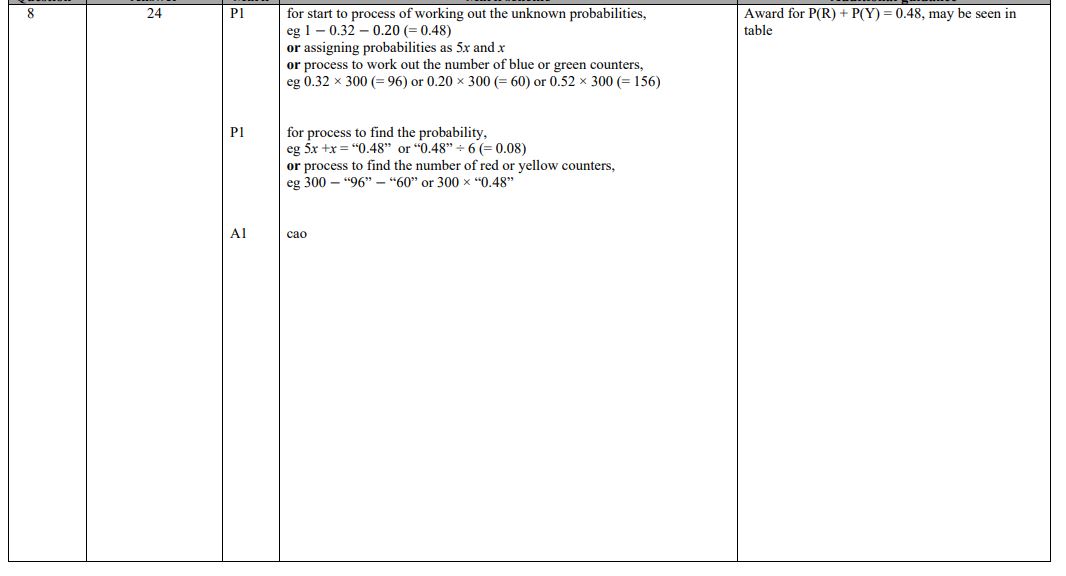 8 24 P1 for start to process of working out the unknown probabilities, Award for P(R) + P(Y) = 0.48, may be seen in
eg 1 – 0.32 – 0.20 (= 0.48) table
or assigning probabilities as 5x and x
or process to work out the number of blue or green counters,
eg 0.32 × 300 (= 96) or 0.20 × 300 (= 60) or 0.52 × 300 (= 156)
P1 for process to find the probability,
eg 5x +x = “0.48” or “0.48” ÷ 6 (= 0.08)
or process to find the number of red or yellow counters,
eg 300 – “96” – “60” or 300 × “0.48”
A1 cao